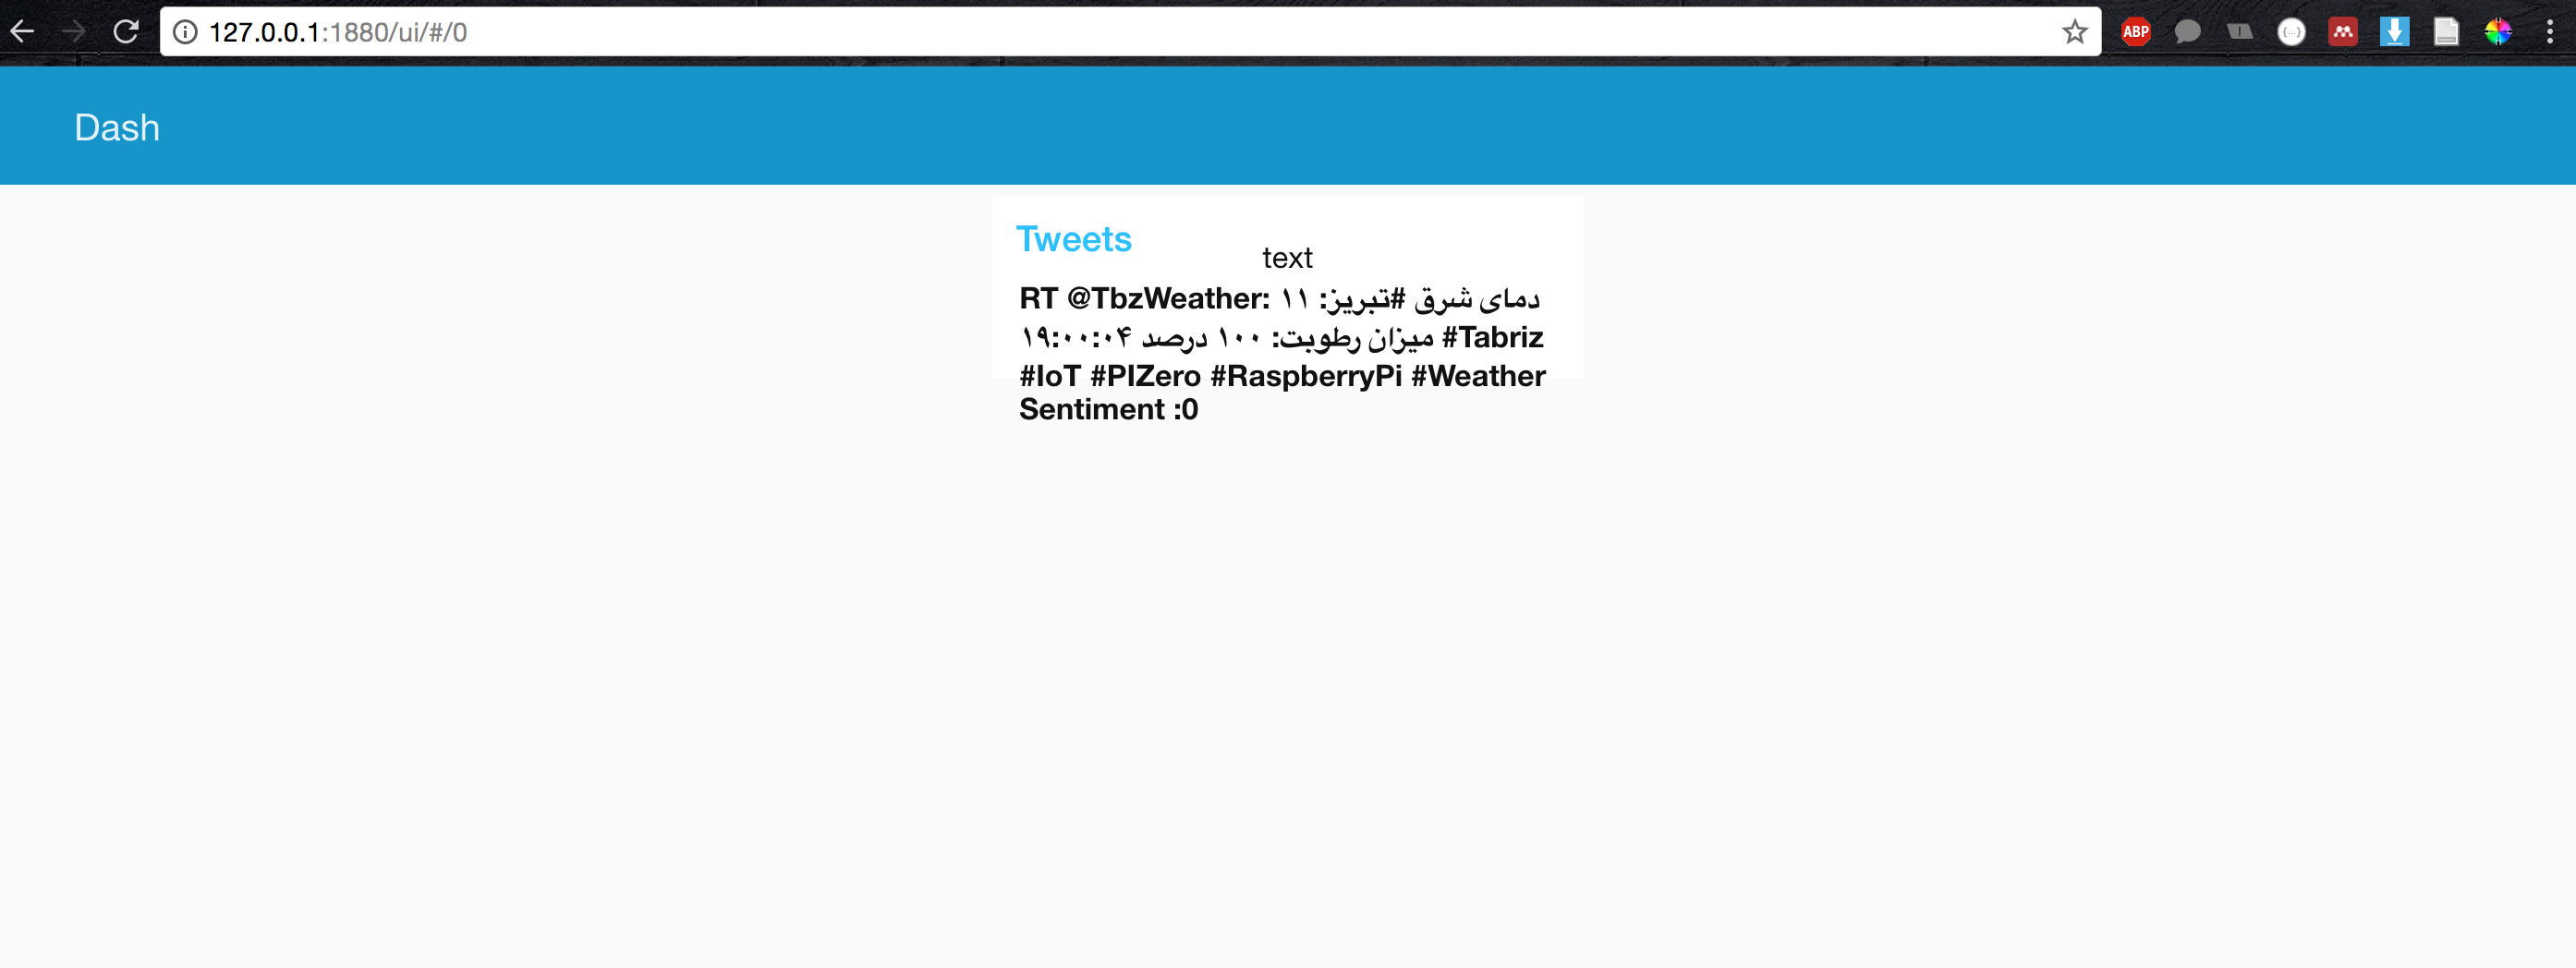 127.0.0.1:1880/ui/#/0
ABP
Dash
Tweets
text
RT @TbzWeather: دمای شرق #تبریز: ۱۱
میزان رطوبت: ۱۰۰ درصد ۱۹:۰۰:۰۴ #Tabriz
#IoT #PIZero #RaspberryPi #Weather
Sentiment :0